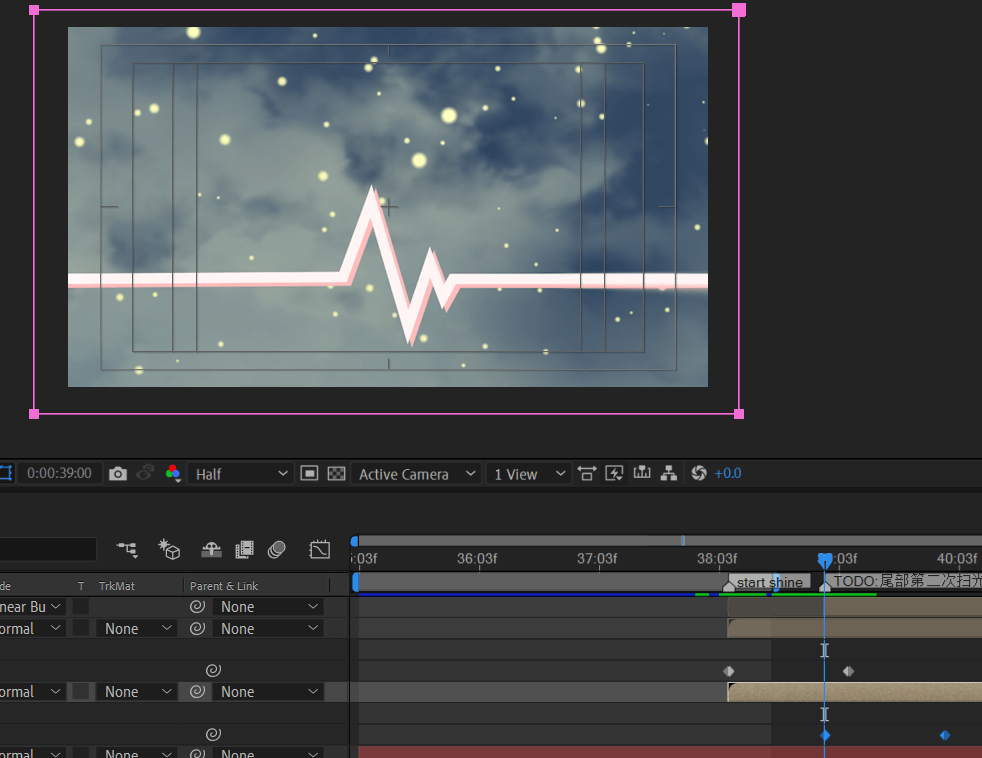 0:00:39:00 Half Active Camera 1 View +0.0
5:03f 36:03f 37:03f 38:03f 03f 40:03f
start shine TODO:尾部第二次扫光
de T TrkMat Parent & Link
near Bu None
ormal None None
ormal None None
ormal None None